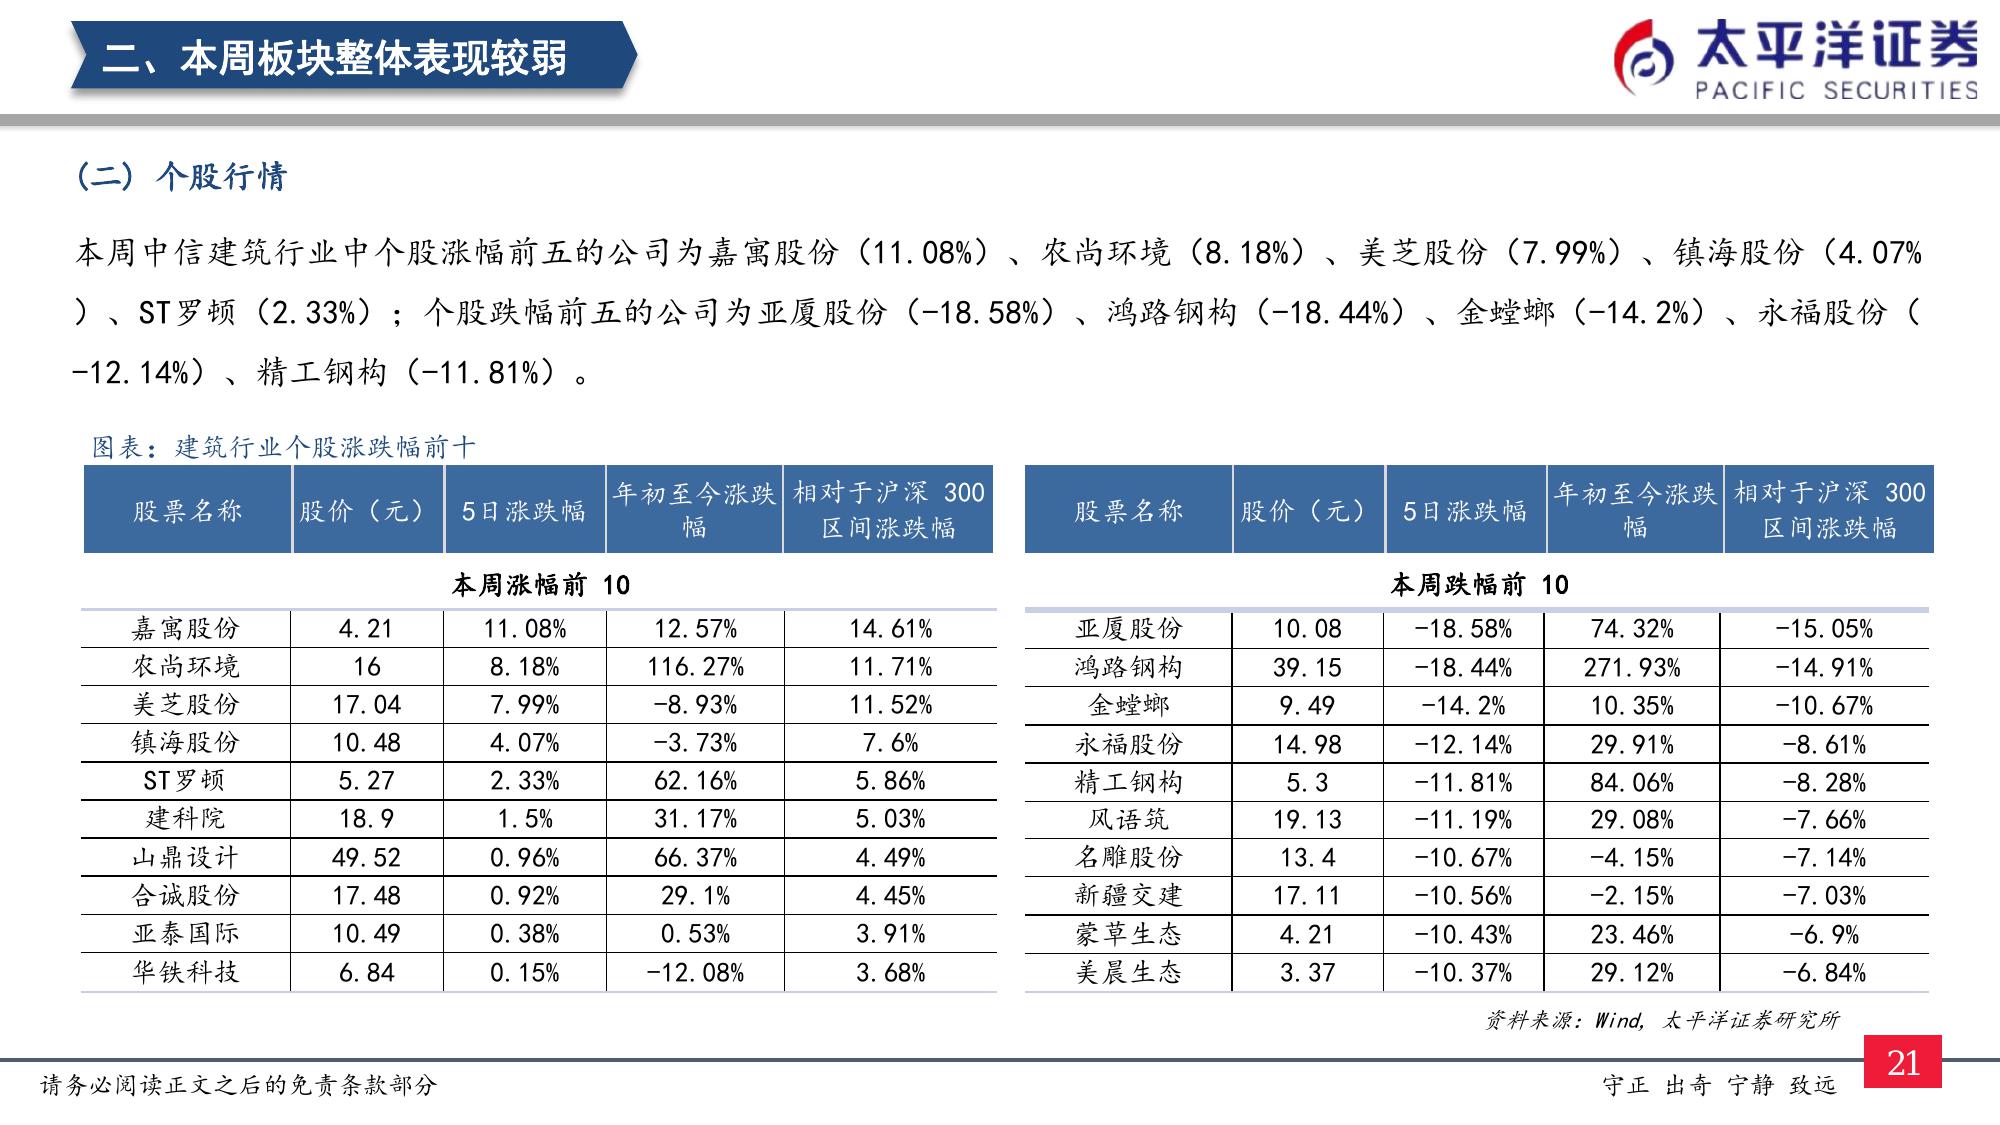 二、本周板块整体表现较弱
太平洋证券
PACIFIC SECURITIES
(二) 个股行情
本周中信建筑行业中个股涨幅前五的公司为嘉寓股份（11.08%）、农尚环境（8.18%）、美芝股份（7.99%）、镇海股份（4.07%
）、ST罗顿（2.33%）；个股跌幅前五的公司为亚厦股份（-18.58%）、鸿路钢构（-18.44%）、金螳螂（-14.2%）、永福股份（
-12.14%）、精工钢构（-11.81%）。
图表：建筑行业个股涨跌幅前十
股票名称 股价（元） 5日涨跌幅 年初至今涨跌幅 相对于沪深 300 区间涨跌幅
本周涨幅前 10
嘉寓股份 4.21 11.08% 12.57% 14.61%
农尚环境 16 8.18% 116.27% 11.71%
美芝股份 17.04 7.99% -8.93% 11.52%
镇海股份 10.48 4.07% -3.73% 7.6%
ST罗顿 5.27 2.33% 62.16% 5.86%
建科院 18.9 1.5% 31.17% 5.03%
山鼎设计 49.52 0.96% 66.37% 4.49%
合诚股份 17.48 0.92% 29.1% 4.45%
亚泰国际 10.49 0.38% 0.53% 3.91%
华铁科技 6.84 0.15% -12.08% 3.68%
股票名称 股价（元） 5日涨跌幅 年初至今涨跌幅 相对于沪深 300 区间涨跌幅
本周跌幅前 10
亚厦股份 10.08 -18.58% 74.32% -15.05%
鸿路钢构 39.15 -18.44% 271.93% -14.91%
金螳螂 9.49 -14.2% 10.35% -10.67%
永福股份 14.98 -12.14% 29.91% -8.61%
精工钢构 5.3 -11.81% 84.06% -8.28%
风语筑 19.13 -11.19% 29.08% -7.66%
名雕股份 13.4 -10.67% -4.15% -7.14%
新疆交建 17.11 -10.56% -2.15% -7.03%
蒙草生态 4.21 -10.43% 23.46% -6.9%
美晨生态 3.37 -10.37% 29.12% -6.84%
资料来源：Wind, 太平洋证券研究所
请务必阅读正文之后的免责条款部分
守正 出奇 宁静 致远
21